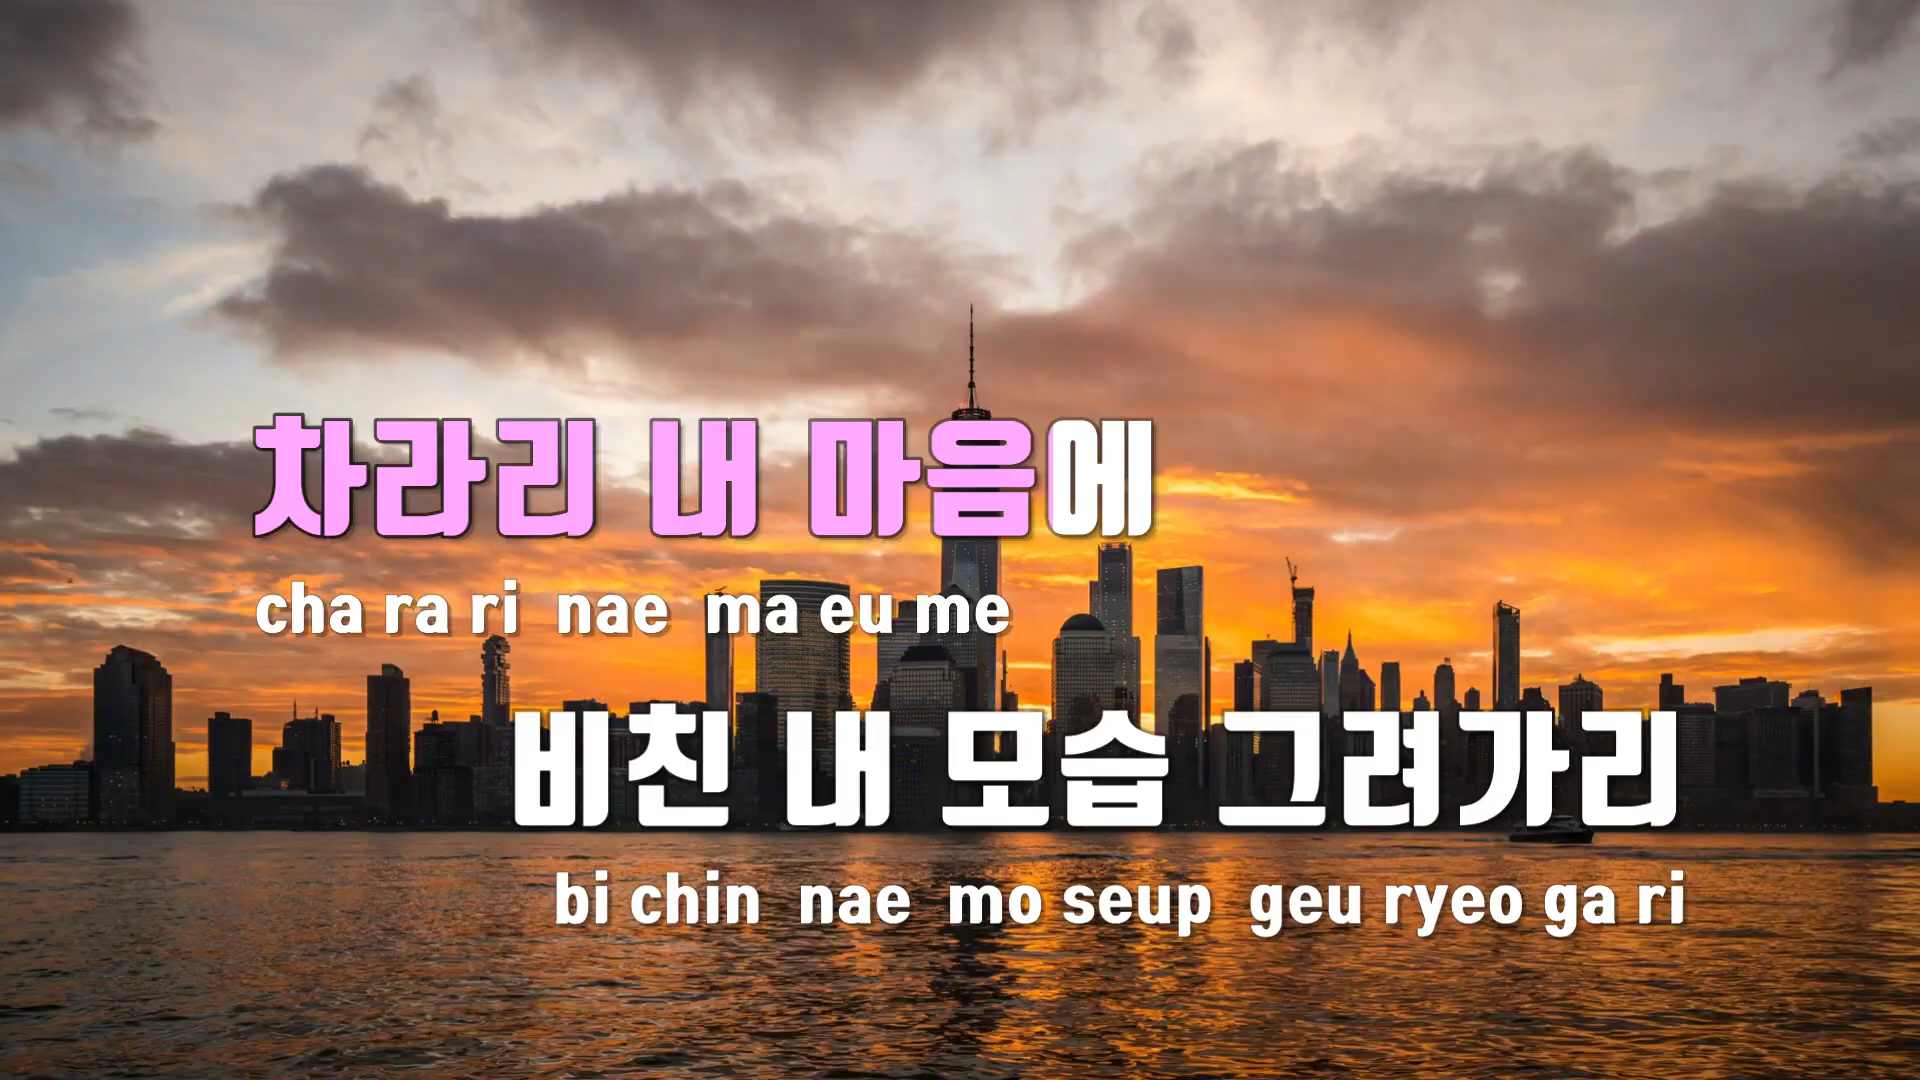 차라리 내 마음에
cha ra ri nae ma eu me
비친 내 모습 그려가리
bi chin nae mo seup geu ryeo ga ri